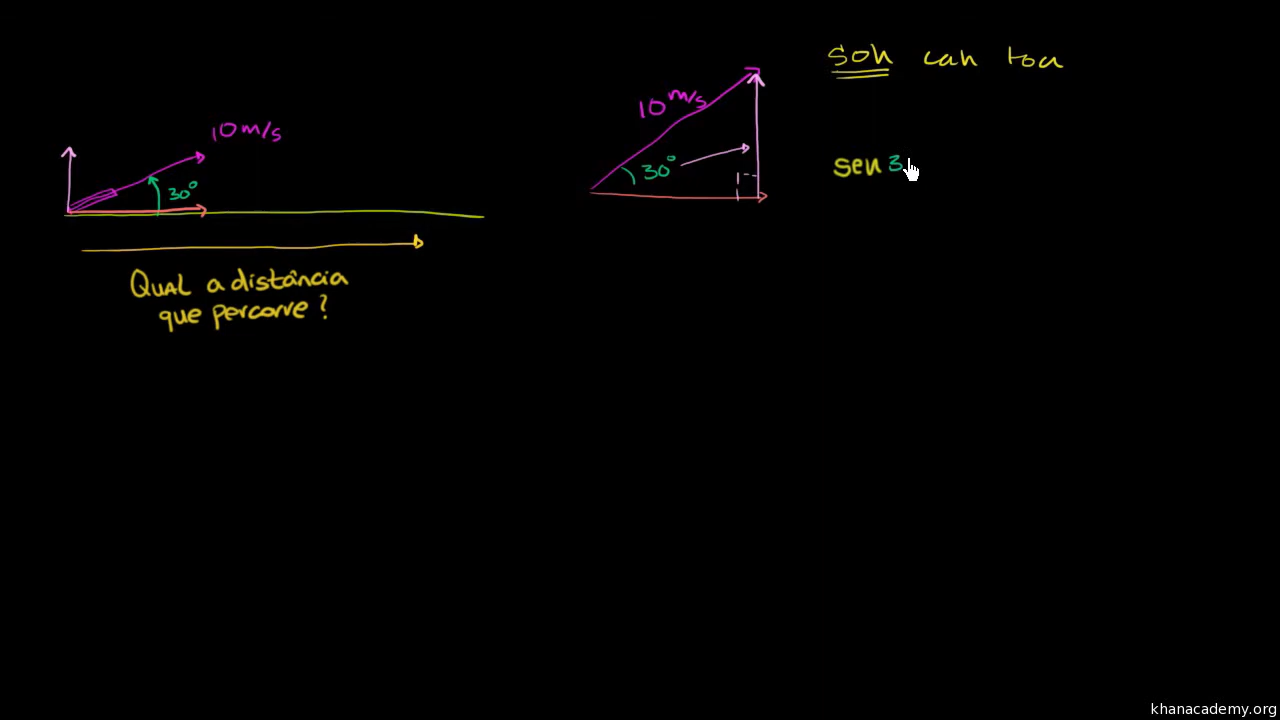 10 m/s
30°
Qual a distância
que percorre?
10 m/s
30°
soh cah toa
sen 3
khanacademy.org